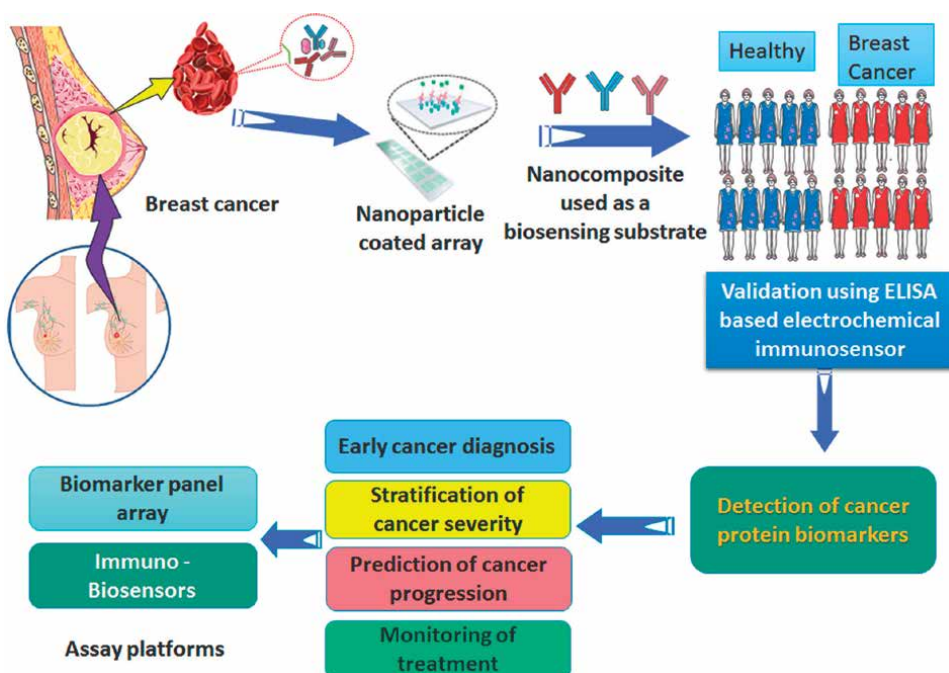 Healthy
Breast
Cancer
Breast cancer
Nanoparticle
coated array
Nanocomposite
used as a
biosensing substrate
Validation using ELISA
based electrochemical
immunosensor
Early cancer diagnosis
Stratification of
cancer severity
Prediction of cancer
progression
Monitoring of
treatment
Detection of cancer
protein biomarkers
Biomarker panel
array
Immuno -
Biosensors
Assay platforms